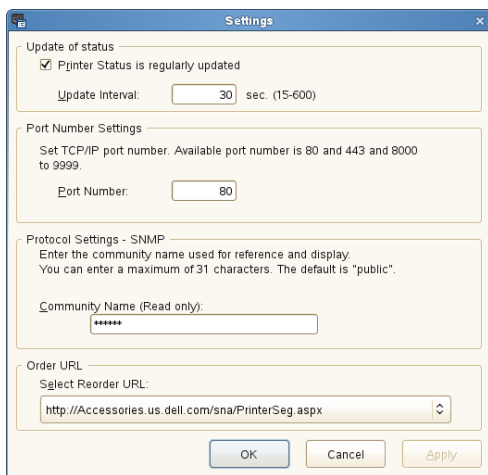 Settings
Update of status
Printer Status is regularly updated
Update Interval: 30 sec. (15-600)
Port Number Settings
Set TCP/IP port number. Available port number is 80 and 443 and 8000
to 9999.
Port Number: 80
Protocol Settings - SNMP
Enter the community name used for reference and display.
You can enter a maximum of 31 characters. The default is "public".
Community Name (Read only):
******
Order URL
Select Reorder URL:
http://Accessories.us.dell.com/sna/PrinterSeg.aspx
OK Cancel Apply